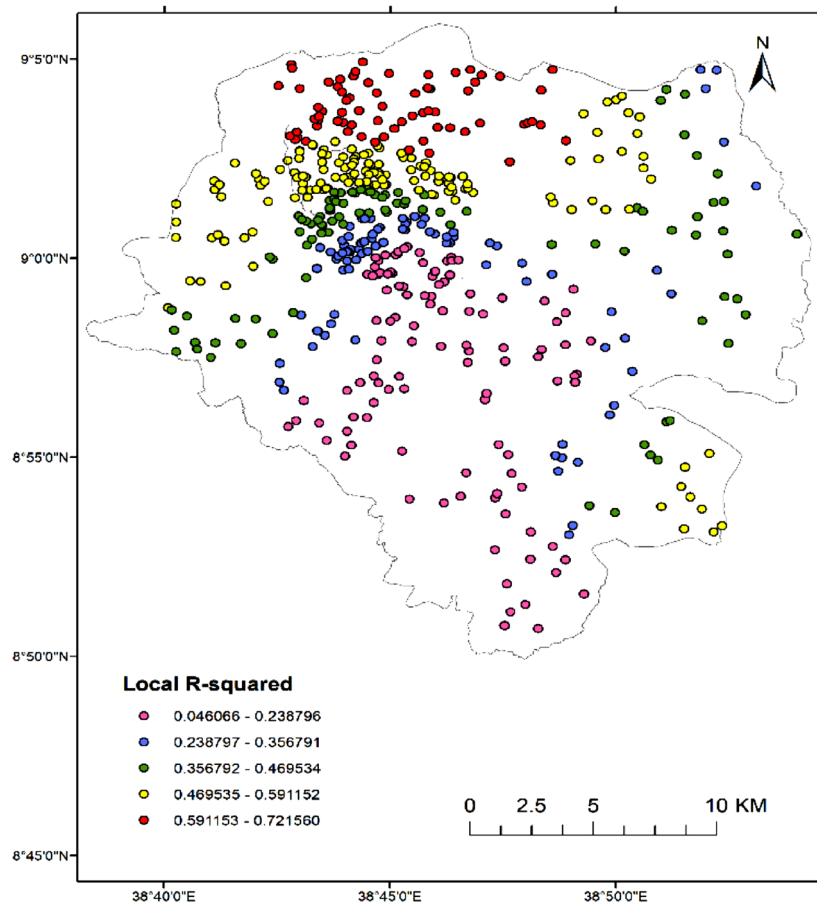 N
9°5'0"N
9°0'0"N
8°55'0"N
8°50'0"N
8°45'0"N
Local R-squared
0.046066 - 0.238796
0.238797 - 0.356791
0.356792 - 0.469534
0.469535 - 0.591152
0.591153 - 0.721560
0 2.5 5 10 KM
38°40'0"E 38°45'0"E 38°50'0"E